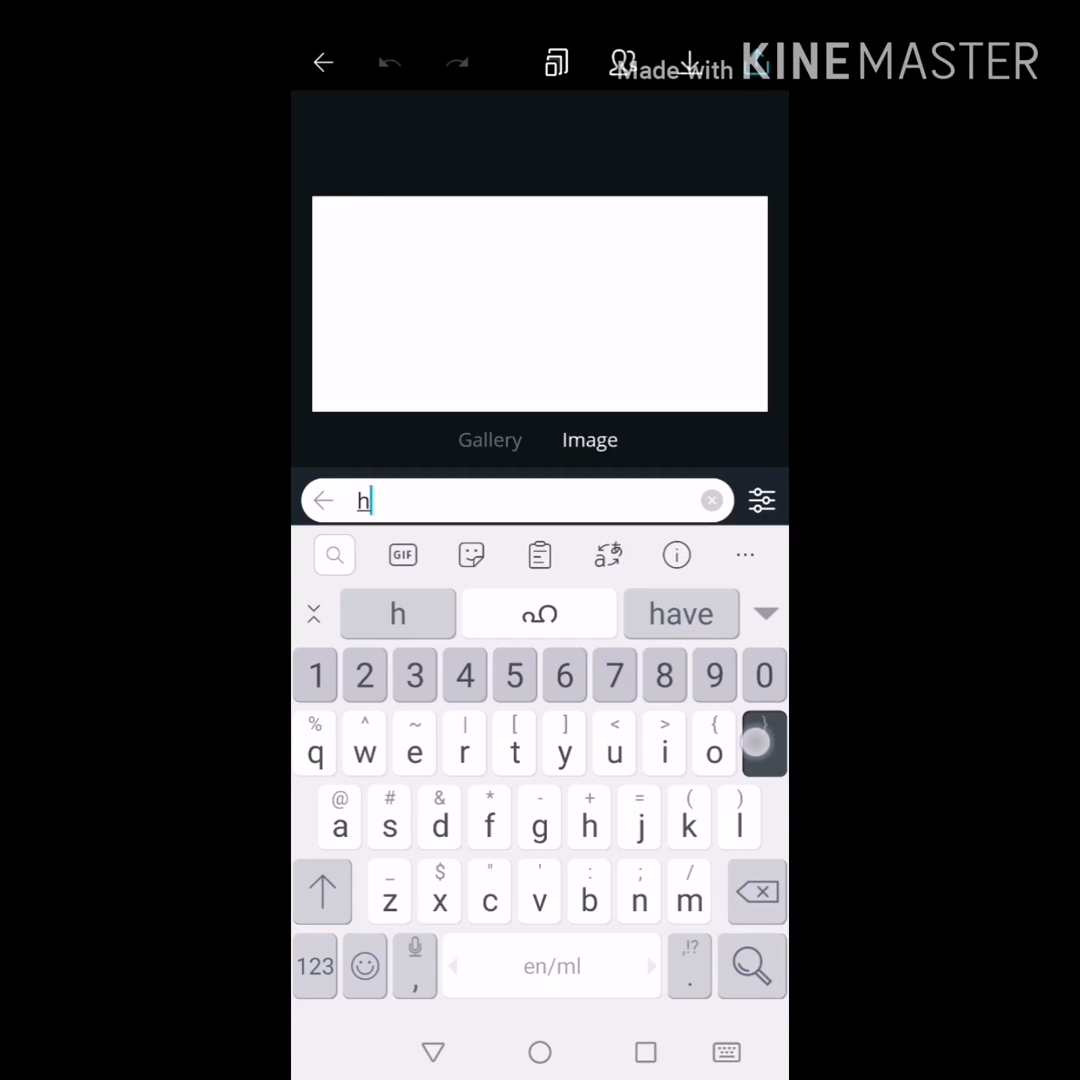 Made with KINEMASTER
Gallery Image
h
GIF
h ഹ have
1 2 3 4 5 6 7 8 9 0
% ^ ~ | [ ] < > { }
q w e r t y u i o
@ # & * - + = ( )
a s d f g h j k l
_ $ " ' : ; /
z x c v b n m
,!?
123 , en/ml .